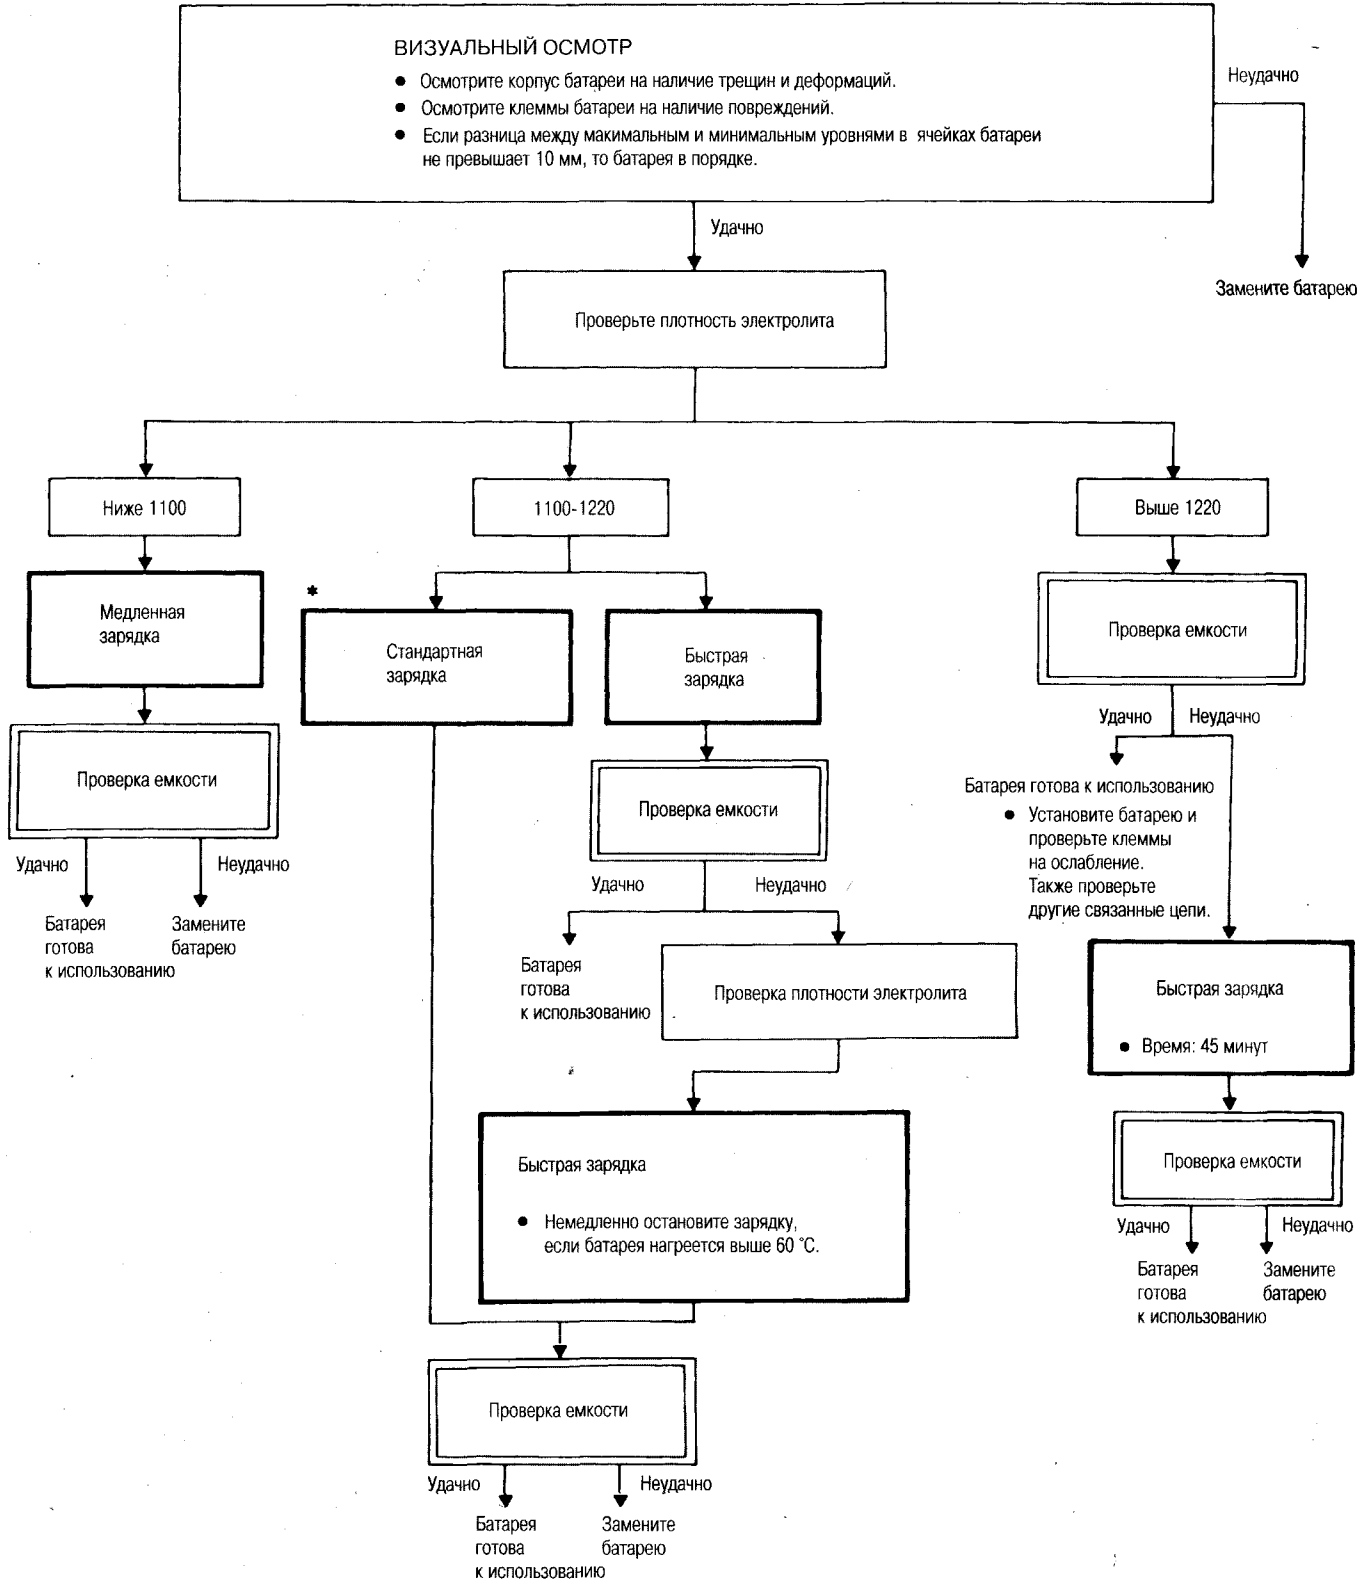 ВИЗУАЛЬНЫЙ ОСМОТР
● Осмотрите корпус батареи на наличие трещин и деформаций.
● Осмотрите клеммы батареи на наличие повреждений.
● Если разница между макимальным и минимальным уровнями в ячейках батареи
не превышает 10 мм, то батарея в порядке.
Неудачно
Удачно
Замените батарею
Проверьте плотность электролита
Ниже 1100
1100-1220
Выше 1220
Медленная
зарядка
*
Стандартная
зарядка
Быстрая
зарядка
Проверка емкости
Удачно
Неудачно
Проверка емкости
Удачно
Неудачно
Батарея
готова
к использованию
Замените
батарею
Проверка емкости
Удачно
Неудачно
Батарея готова к использованию
● Установите батарею и
проверьте клеммы
на ослабление.
Также проверьте
другие связанные цепи.
Батарея
готова
к использованию
Проверка плотности электролита
Быстрая зарядка
● Время: 45 минут
Быстрая зарядка
● Немедленно остановите зарядку,
если батарея нагреется выше 60 °С.
Проверка емкости
Удачно
Неудачно
Батарея
готова
к использованию
Замените
батарею
Проверка емкости
Удачно
Неудачно
Батарея
готова
к использованию
Замените
батарею